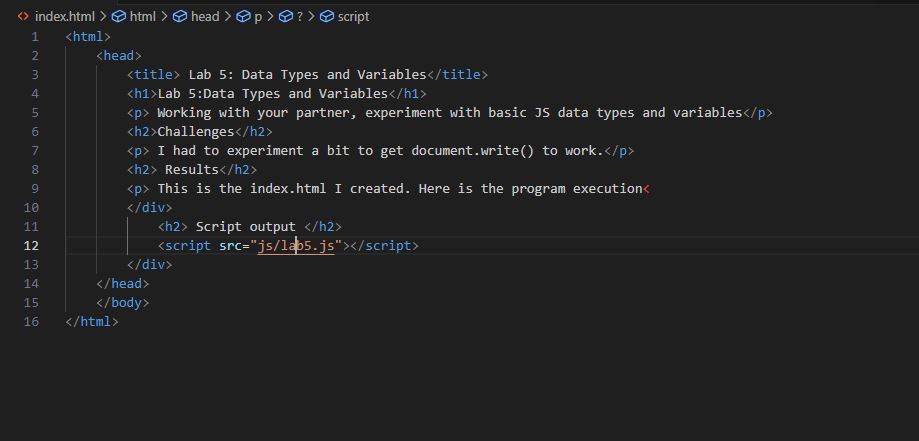 index.html > html > head > p > ? > script
1 <html>
2 <head>
3 <title> Lab 5: Data Types and Variables</title>
4 <h1>Lab 5:Data Types and Variables</h1>
5 <p> Working with your partner, experiment with basic JS data types and variables</p>
6 <h2>Challenges</h2>
7 <p> I had to experiment a bit to get document.write() to work.</p>
8 <h2> Results</h2>
9 <p> This is the index.html I created. Here is the program execution<
10 </div>
11 <h2> Script output </h2>
12 <script src="js/lab5.js"></script>
13 </div>
14 </head>
15 </body>
16 </html>